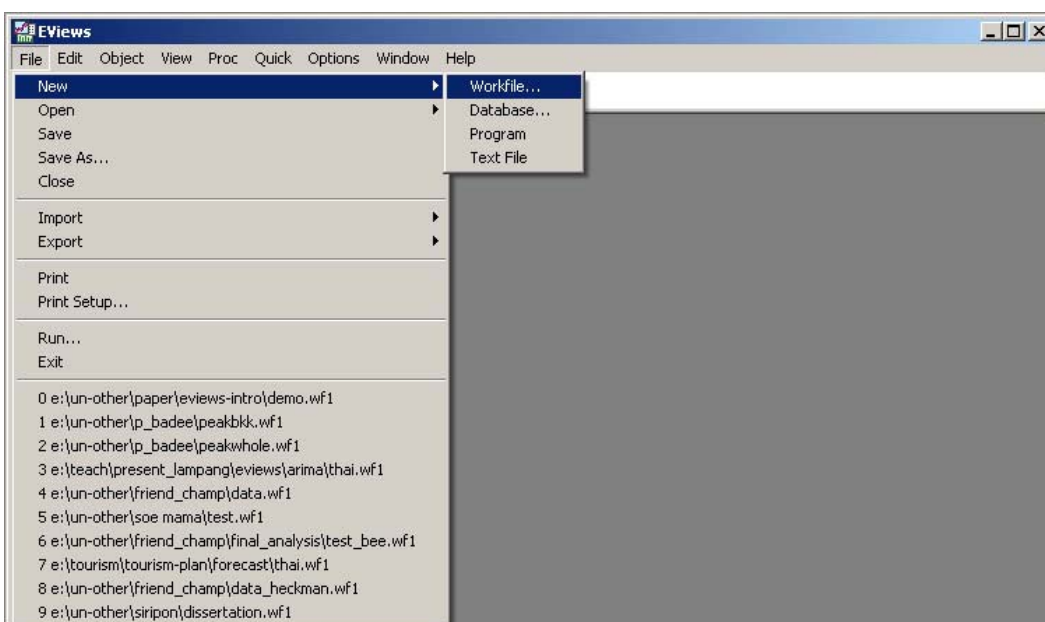 EViews
File Edit Object View Proc Quick Options Window Help
New
Open
Save
Save As...
Close
Import
Export
Print
Print Setup...
Run...
Exit
0 e:\un-other\paper\eviews-intro\demo.wf1
1 e:\un-other\p_badee\peakbkk.wf1
2 e:\un-other\p_badee\peakwhole.wf1
3 e:\teach\present_lampang\eviews\arima\thai.wf1
4 e:\un-other\friend_champ\data.wf1
5 e:\un-other\soe mama\test.wf1
6 e:\un-other\friend_champ\final_analysis\test_bee.wf1
7 e:\tourism\tourism-plan\forecast\thai.wf1
8 e:\un-other\friend_champ\data_heckman.wf1
9 e:\un-other\siripon\dissertation.wf1
Workfile...
Database...
Program
Text File